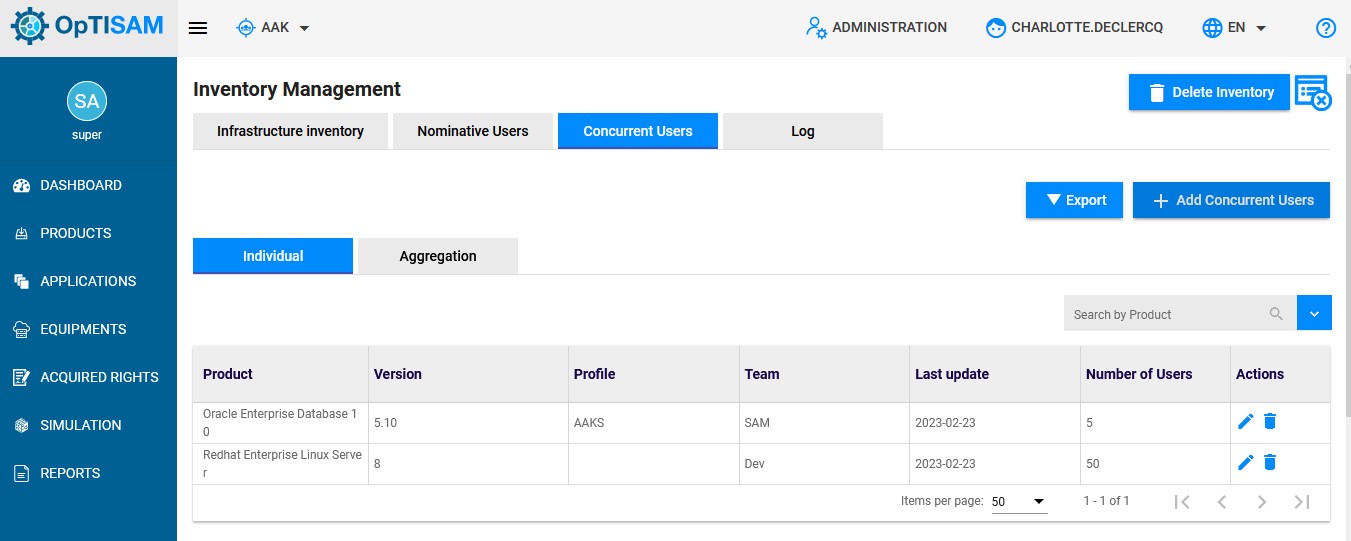 OpTISAM
AAK
ADMINISTRATION
CHARLOTTE.DECLERCQ
EN
SA
super
DASHBOARD
PRODUCTS
APPLICATIONS
EQUIPMENTS
ACQUIRED RIGHTS
SIMULATION
REPORTS
Inventory Management
Delete Inventory
Infrastructure inventory
Nominative Users
Concurrent Users
Log
Export
Add Concurrent Users
Individual
Aggregation
Search by Product
Product Version Profile Team Last update Number of Users Actions
Oracle Enterprise Database 1
0
5.10 AAKS SAM 2023-02-23 5
Redhat Enterprise Linux Serve
r
8 Dev 2023-02-23 50
Items per page: 50 1 - 1 of 1